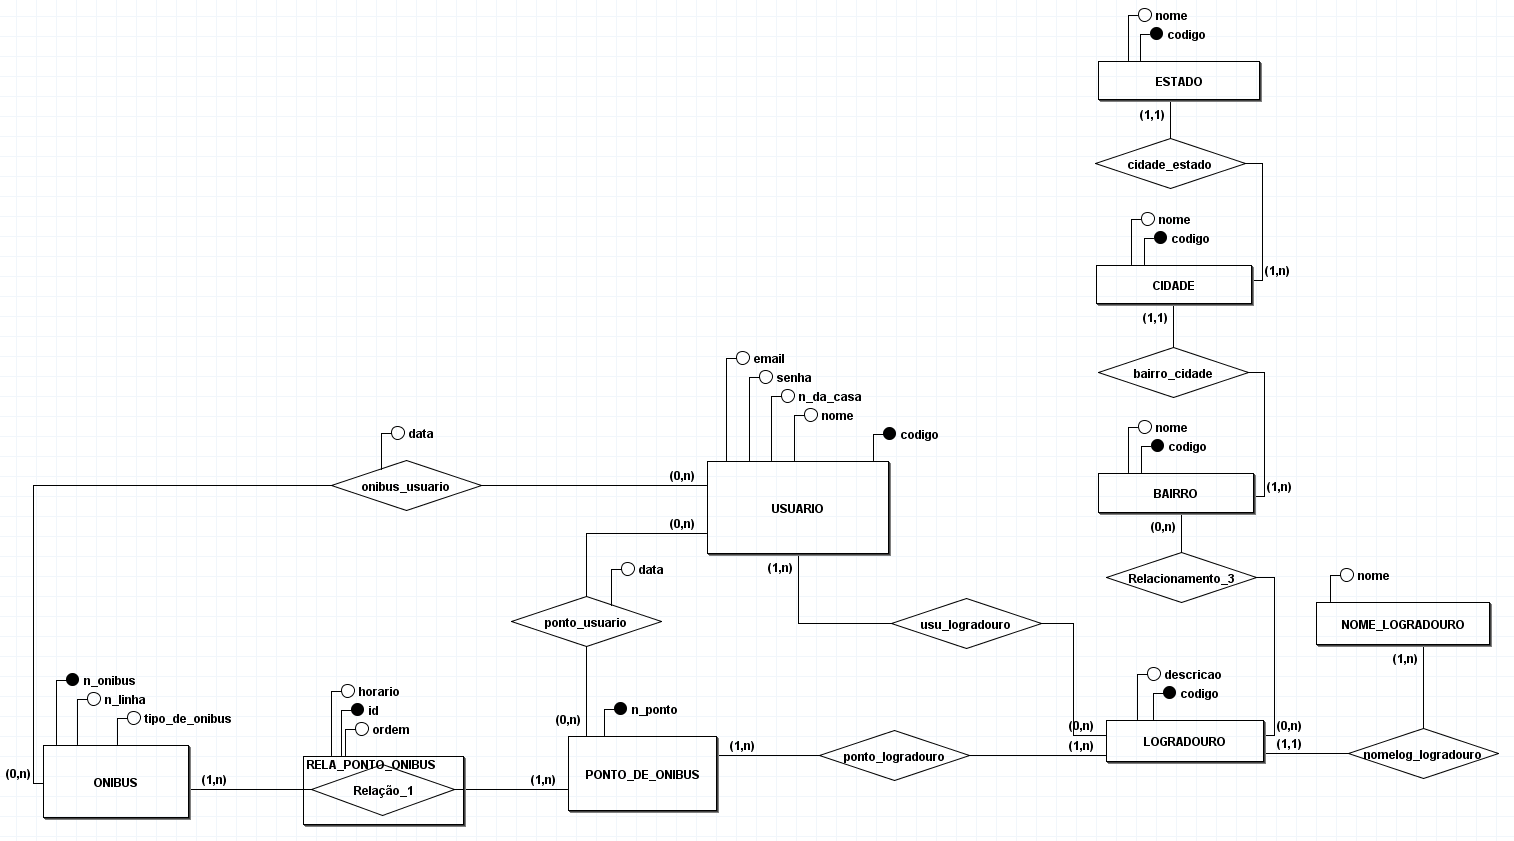 nome
codigo
ESTADO
(1,1)
cidade_estado
nome
codigo
(1,n)
CIDADE
(1,1)
email
bairro_cidade
senha
n_da_casa
nome
nome
data
codigo
codigo
(0,n)
onibus_usuario
(1,n)
BAIRRO
USUARIO
(0,n)
(0,n)
data
(1,n)
Relacionamento_3
nome
ponto_usuario
usu_logradouro
NOME_LOGRADOURO
(1,n)
n_onibus
descricao
horario
codigo
n_linha
id
n_ponto
tipo_de_onibus
(0,n)
(0,n)
(0,n)
ordem
LOGRADOURO
(1,n)
(1,n)
(1,1)
ponto_logradouro
nomelog_logradouro
RELA_PONTO_ONIBUS
(0,n)
PONTO_DE_ONIBUS
ONIBUS
(1,n)
Relação_1
(1,n)